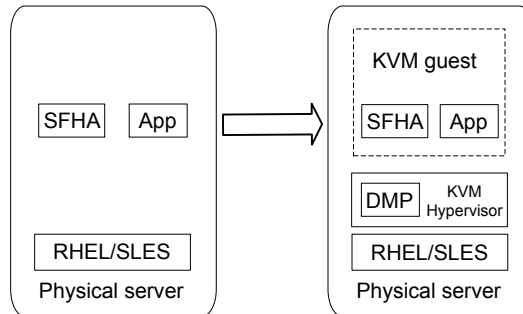 SFHA App
RHEL/SLES
Physical server
KVM guest
SFHA App
DMP KVM
Hypervisor
RHEL/SLES
Physical server